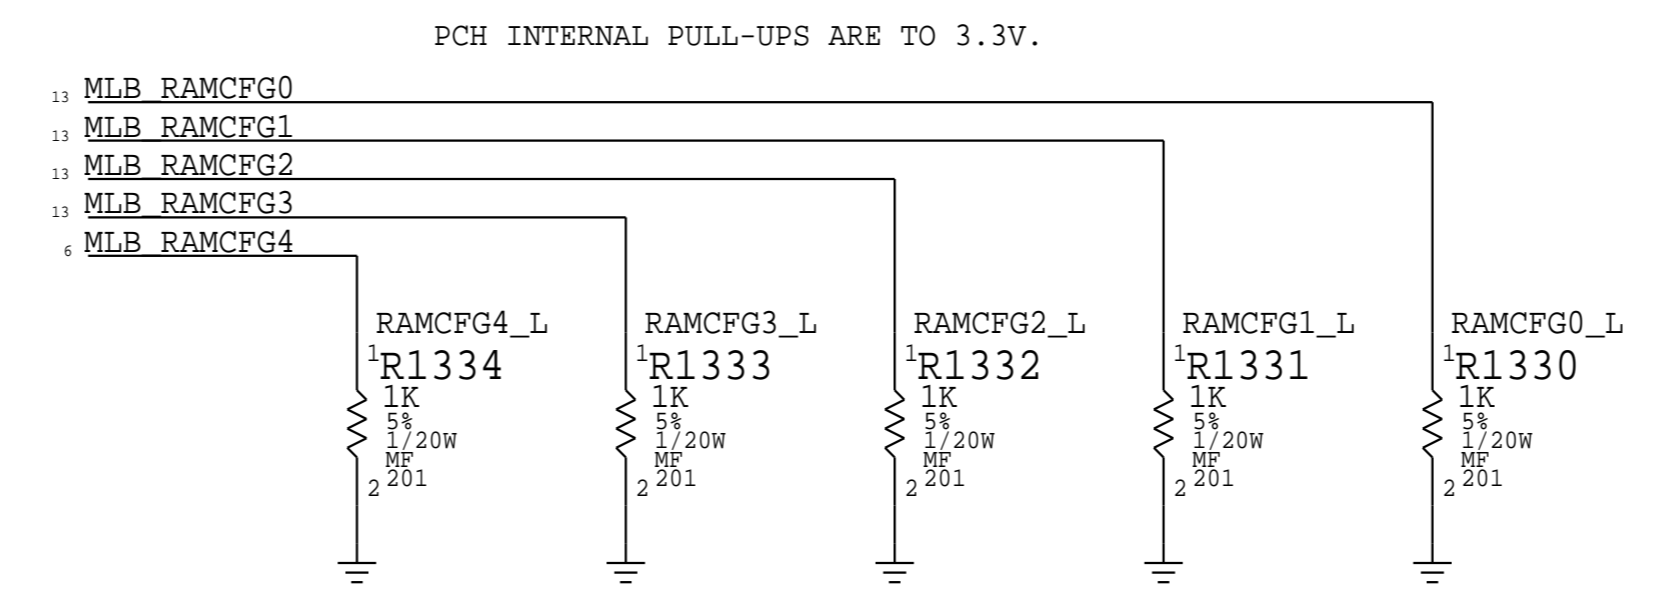 PCH INTERNAL PULL-UPS ARE TO 3.3V.
13 MLB_RAMCFG0
13 MLB_RAMCFG1
13 MLB_RAMCFG2
13 MLB_RAMCFG3
6 MLB_RAMCFG4
RAMCFG4_L
1 R1334
1K
5%
1/20W
MF
2 201
RAMCFG3_L
1 R1333
1K
5%
1/20W
MF
2 201
RAMCFG2_L
1 R1332
1K
5%
1/20W
MF
2 201
RAMCFG1_L
1 R1331
1K
5%
1/20W
MF
2 201
RAMCFG0_L
1 R1330
1K
5%
1/20W
MF
2 201